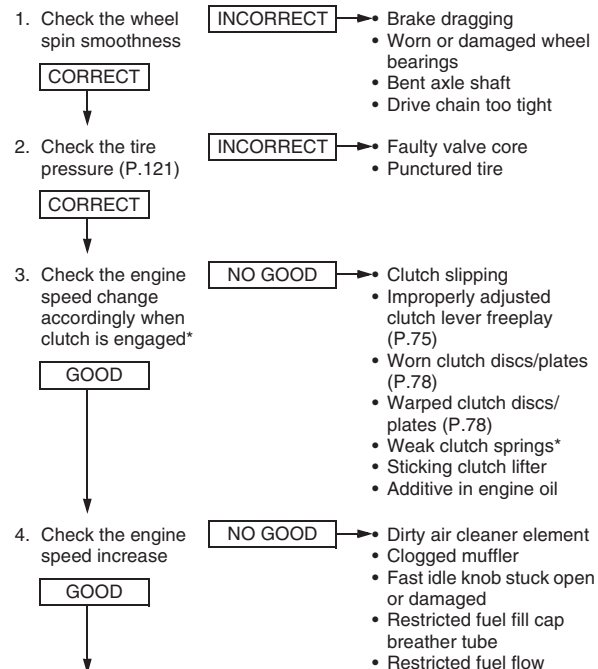 1. Check the wheel
spin smoothness
INCORRECT
• Brake dragging
• Worn or damaged wheel
bearings
• Bent axle shaft
• Drive chain too tight
CORRECT
2. Check the tire
pressure (P.121)
INCORRECT
• Faulty valve core
• Punctured tire
CORRECT
3. Check the engine
speed change
accordingly when
clutch is engaged*
NO GOOD
• Clutch slipping
• Improperly adjusted
clutch lever freeplay
(P.75)
• Worn clutch discs/plates
(P.78)
• Warped clutch discs/
plates (P.78)
• Weak clutch springs*
• Sticking clutch lifter
• Additive in engine oil
GOOD
4. Check the engine
speed increase
NO GOOD
• Dirty air cleaner element
• Clogged muffler
• Fast idle knob stuck open
or damaged
• Restricted fuel fill cap
breather tube
• Restricted fuel flow
GOOD